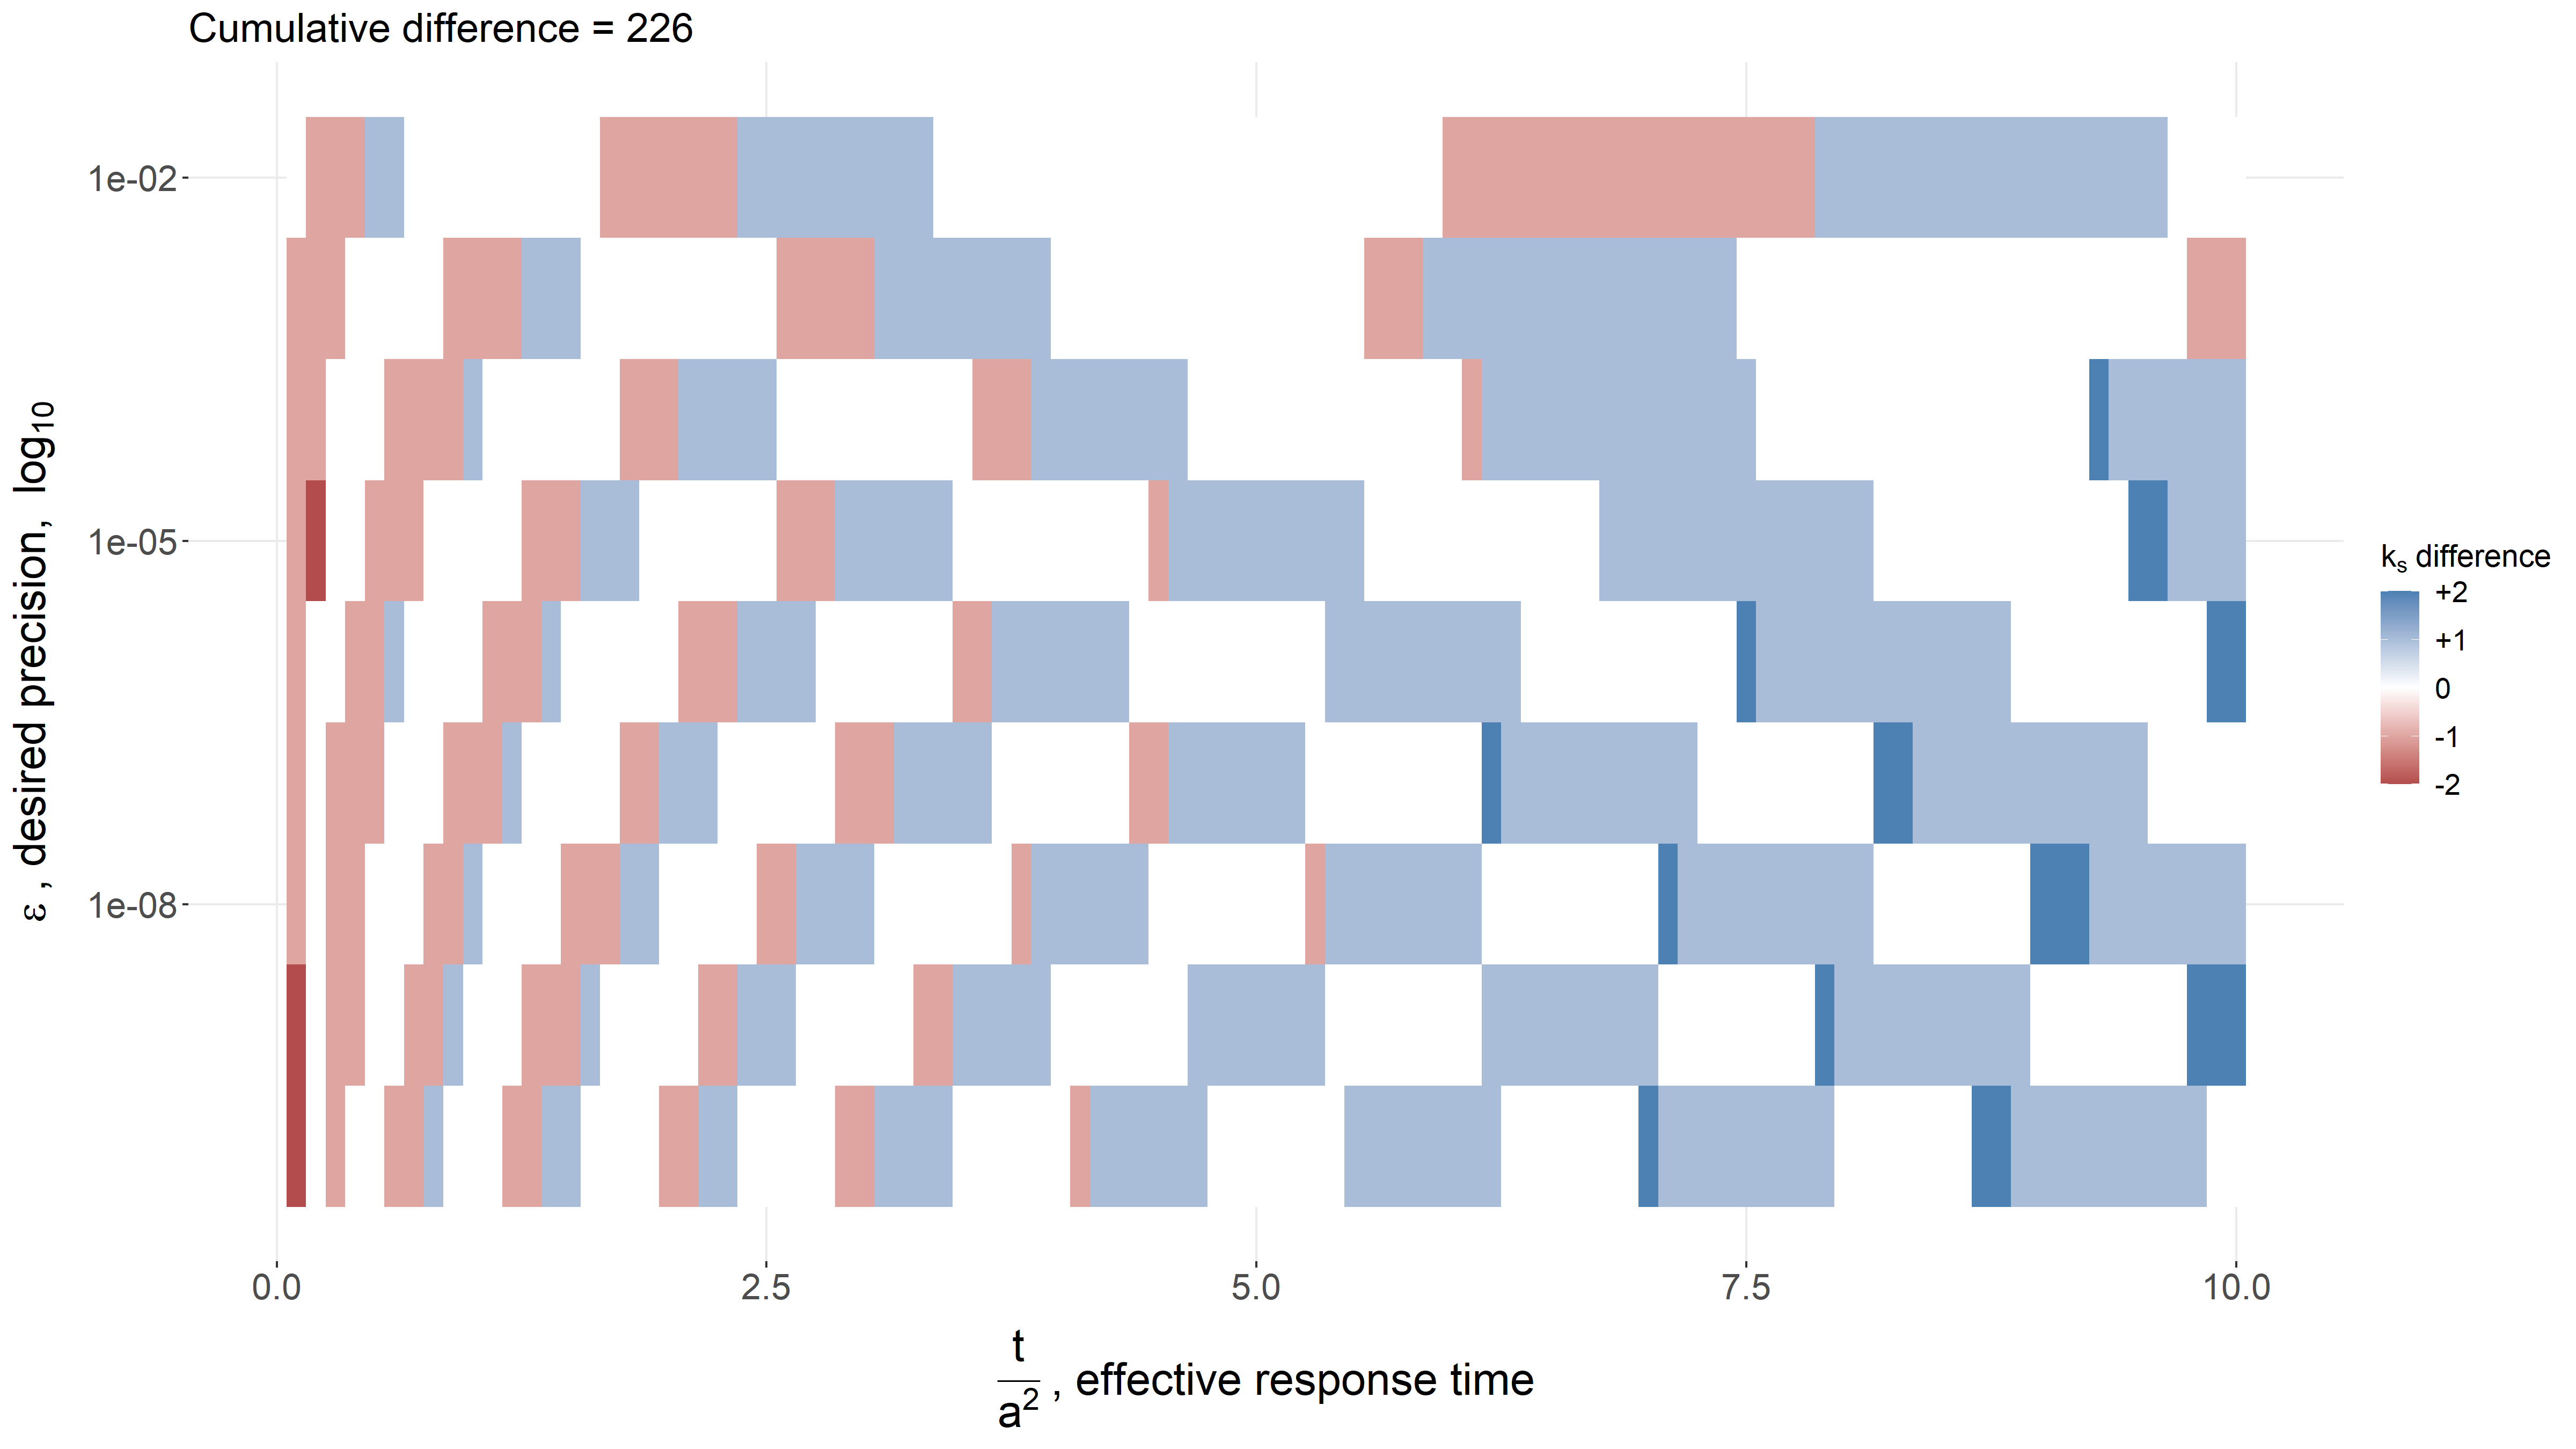 Cumulative difference = 226
1e-02
1e-05
1e-08
ε , desired precision, log₁₀
0.0 2.5 5.0 7.5 10.0
t
a² , effective response time
kₛ difference
+2
+1
0
-1
-2